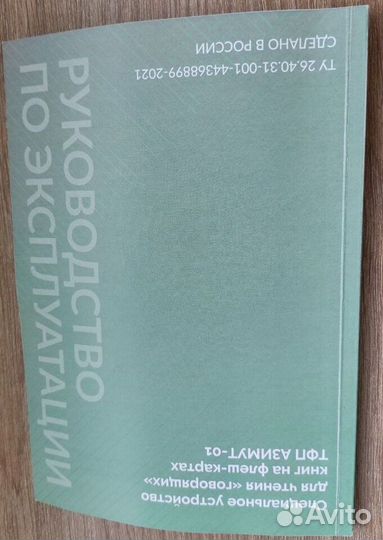 Специальное устройство
для чтения «говорящих»
книг на флеш-картах
ТФП АЗИМУТ-01
РУКОВОДСТВО
ПО ЭКСПЛУАТАЦИИ
ТУ 26.40.31-001-44368899-2021
СДЕЛАНО В РОССИИ
Avito